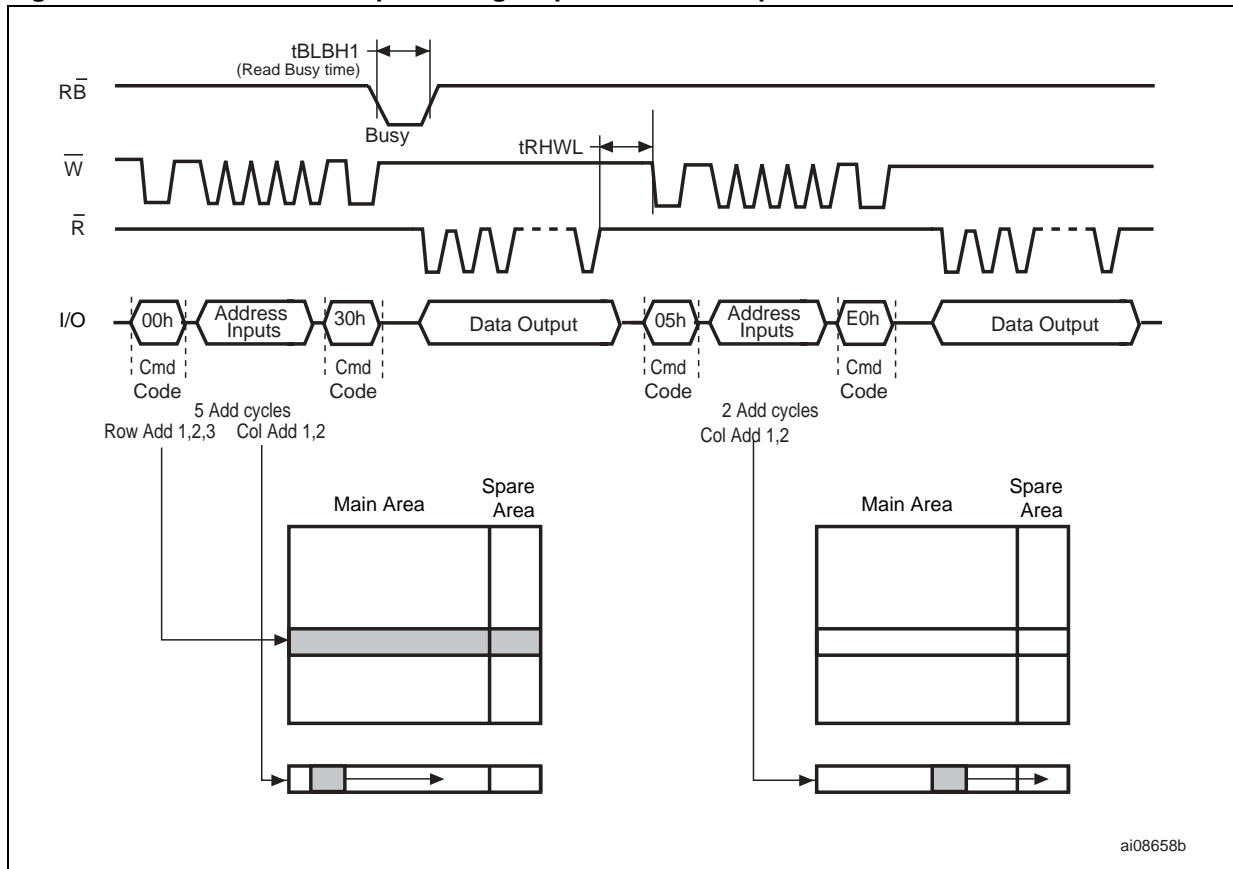 tBLBH1
(Read Busy time)
RB
Busy
tRHWL
W
R
I/O
00h
Address
Inputs
30h
Data Output
05h
Address
Inputs
E0h
Data Output
Cmd
Code
Cmd
Code
Cmd
Code
Cmd
Code
5 Add cycles
Row Add 1,2,3
Col Add 1,2
2 Add cycles
Col Add 1,2
Main Area
Spare
Area
Main Area
Spare
Area
ai08658b